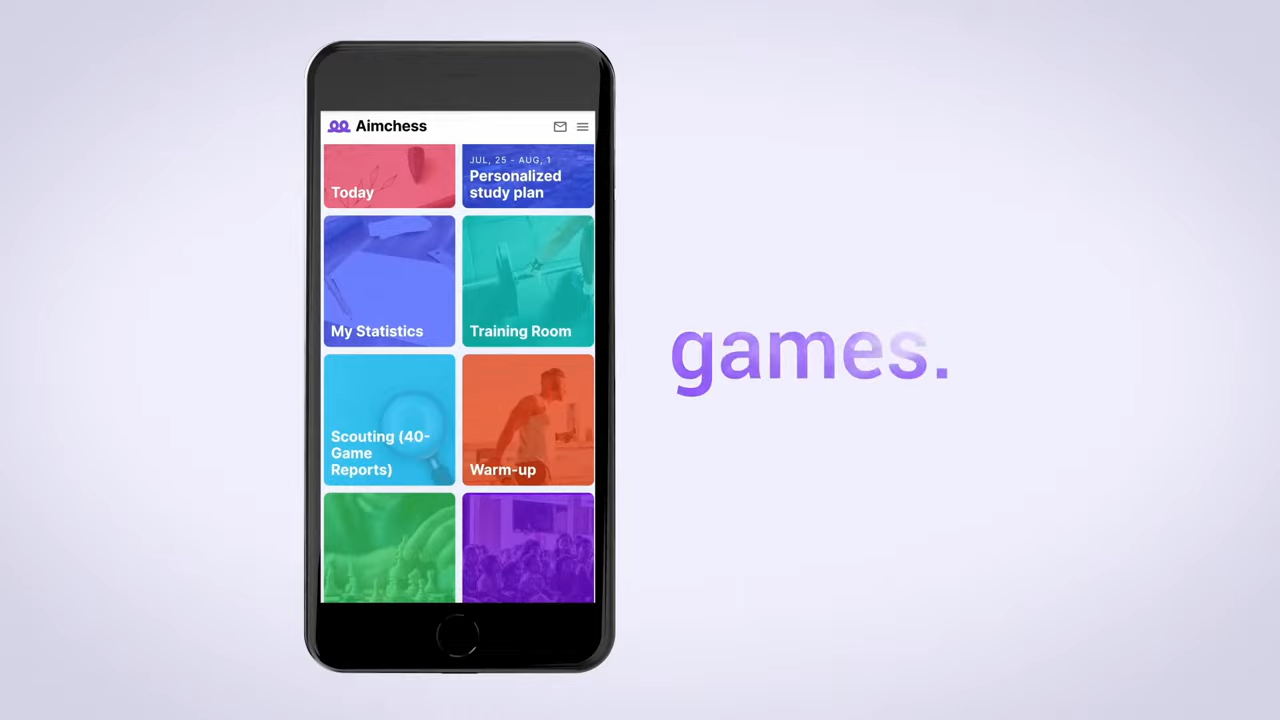 Aimchess
Today
JUL, 25 - AUG, 1
Personalized
study plan
My Statistics
Training Room
Scouting (40-
Game
Reports)
Warm-up
games.